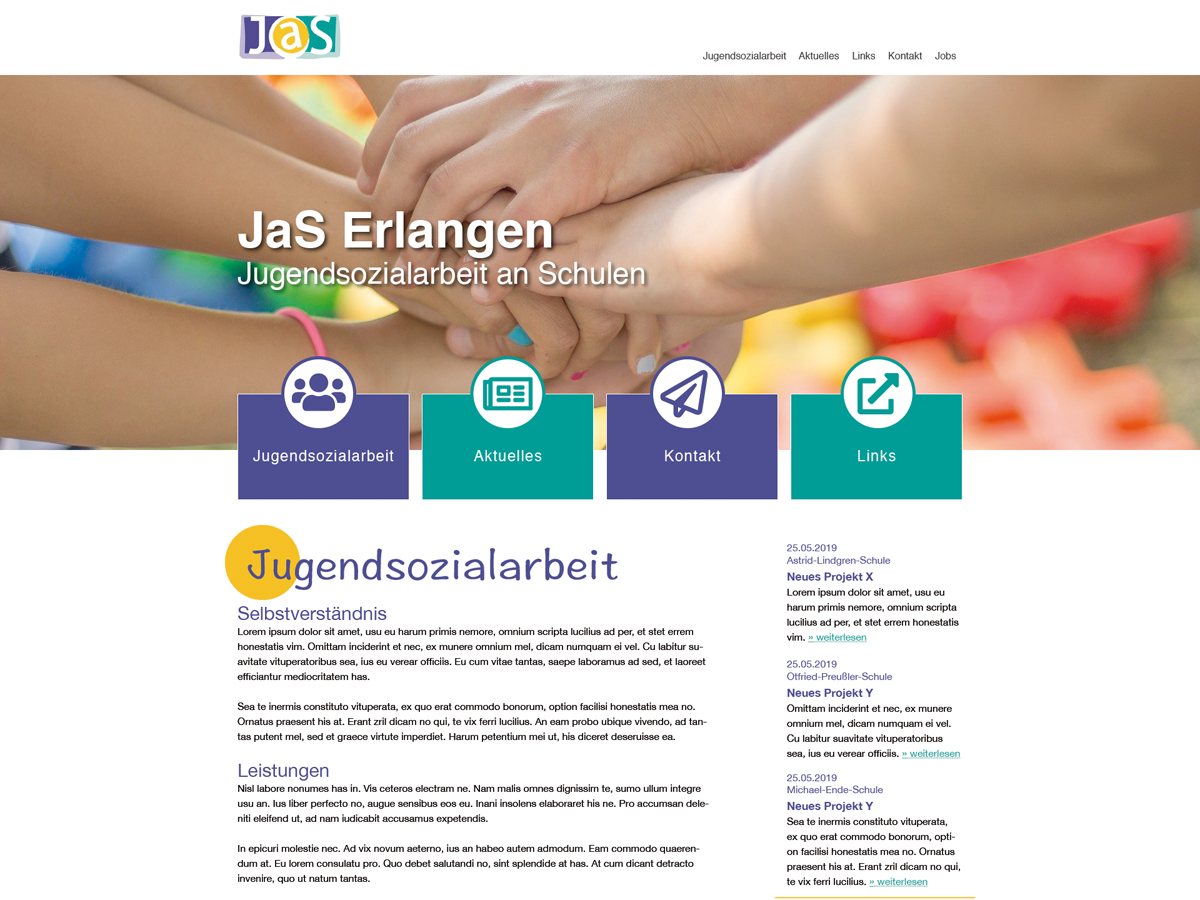 JaS
Jugendsozialarbeit Aktuelles Links Kontakt Jobs
JaS Erlangen
Jugendsozialarbeit an Schulen
Jugendsozialarbeit
Aktuelles
Kontakt
Links
Jugendsozialarbeit
Selbstverständnis
Lorem ipsum dolor sit amet, usu eu harum primis nemore, omnium scripta lucilius ad per, et stet errem
honestatis vim. Omittam inciderint et nec, ex munere omnium mel, dicam numquam ei vel. Cu labitur su-
avitate vituperatoribus sea, ius eu verear officiis. Eu cum vitae tantas, saepe laboramus ad sed, et laoreet
efficiantur mediocritatem has.
Sea te inermis constituto vituperata, ex quo erat commodo bonorum, option facilisi honestatis mea no.
Ornatus praesent his at. Erant zril dicam no qui, te vix ferri lucilius. An eam probo ubique vivendo, ad tan-
tas putent mel, sed et graece virtute imperdiet. Harum petentium mei ut, his diceret deseruisse ea.
Leistungen
Nisl labore nonumes has in. Vis ceteros electram ne. Nam malis omnes dignissim te, sumo ullum integre
usu an. Ius liber perfecto no, augue sensibus eos eu. Inani insolens elaboraret his ne. Pro accumsan dele-
niti eleifend ut, ad nam iudicabit accusamus expetendis.
In epicuri molestie nec. Ad vix novum aeterno, ius an habeo autem admodum. Eam commodo quaeren-
dum at. Eu lorem consulatu pro. Quo debet salutandi no, sint splendide at has. At cum dicant detracto
invenire, quo ut natum tantas.
25.05.2019
Astrid-Lindgren-Schule
Neues Projekt X
Lorem ipsum dolor sit amet, usu eu
harum primis nemore, omnium scripta
lucilius ad per, et stet errem honestatis
vim. » weiterlesen
25.05.2019
Otfried-Preußler-Schule
Neues Projekt Y
Omittam inciderint et nec, ex munere
omnium mel, dicam numquam ei vel.
Cu labitur suavitate vituperatoribus
sea, ius eu verear officiis. » weiterlesen
25.05.2019
Michael-Ende-Schule
Neues Projekt Y
Sea te inermis constituto vituperata,
ex quo erat commodo bonorum, opti-
on facilisi honestatis mea no. Ornatus
praesent his at. Erant zril dicam no qui,
te vix ferri lucilius. » weiterlesen